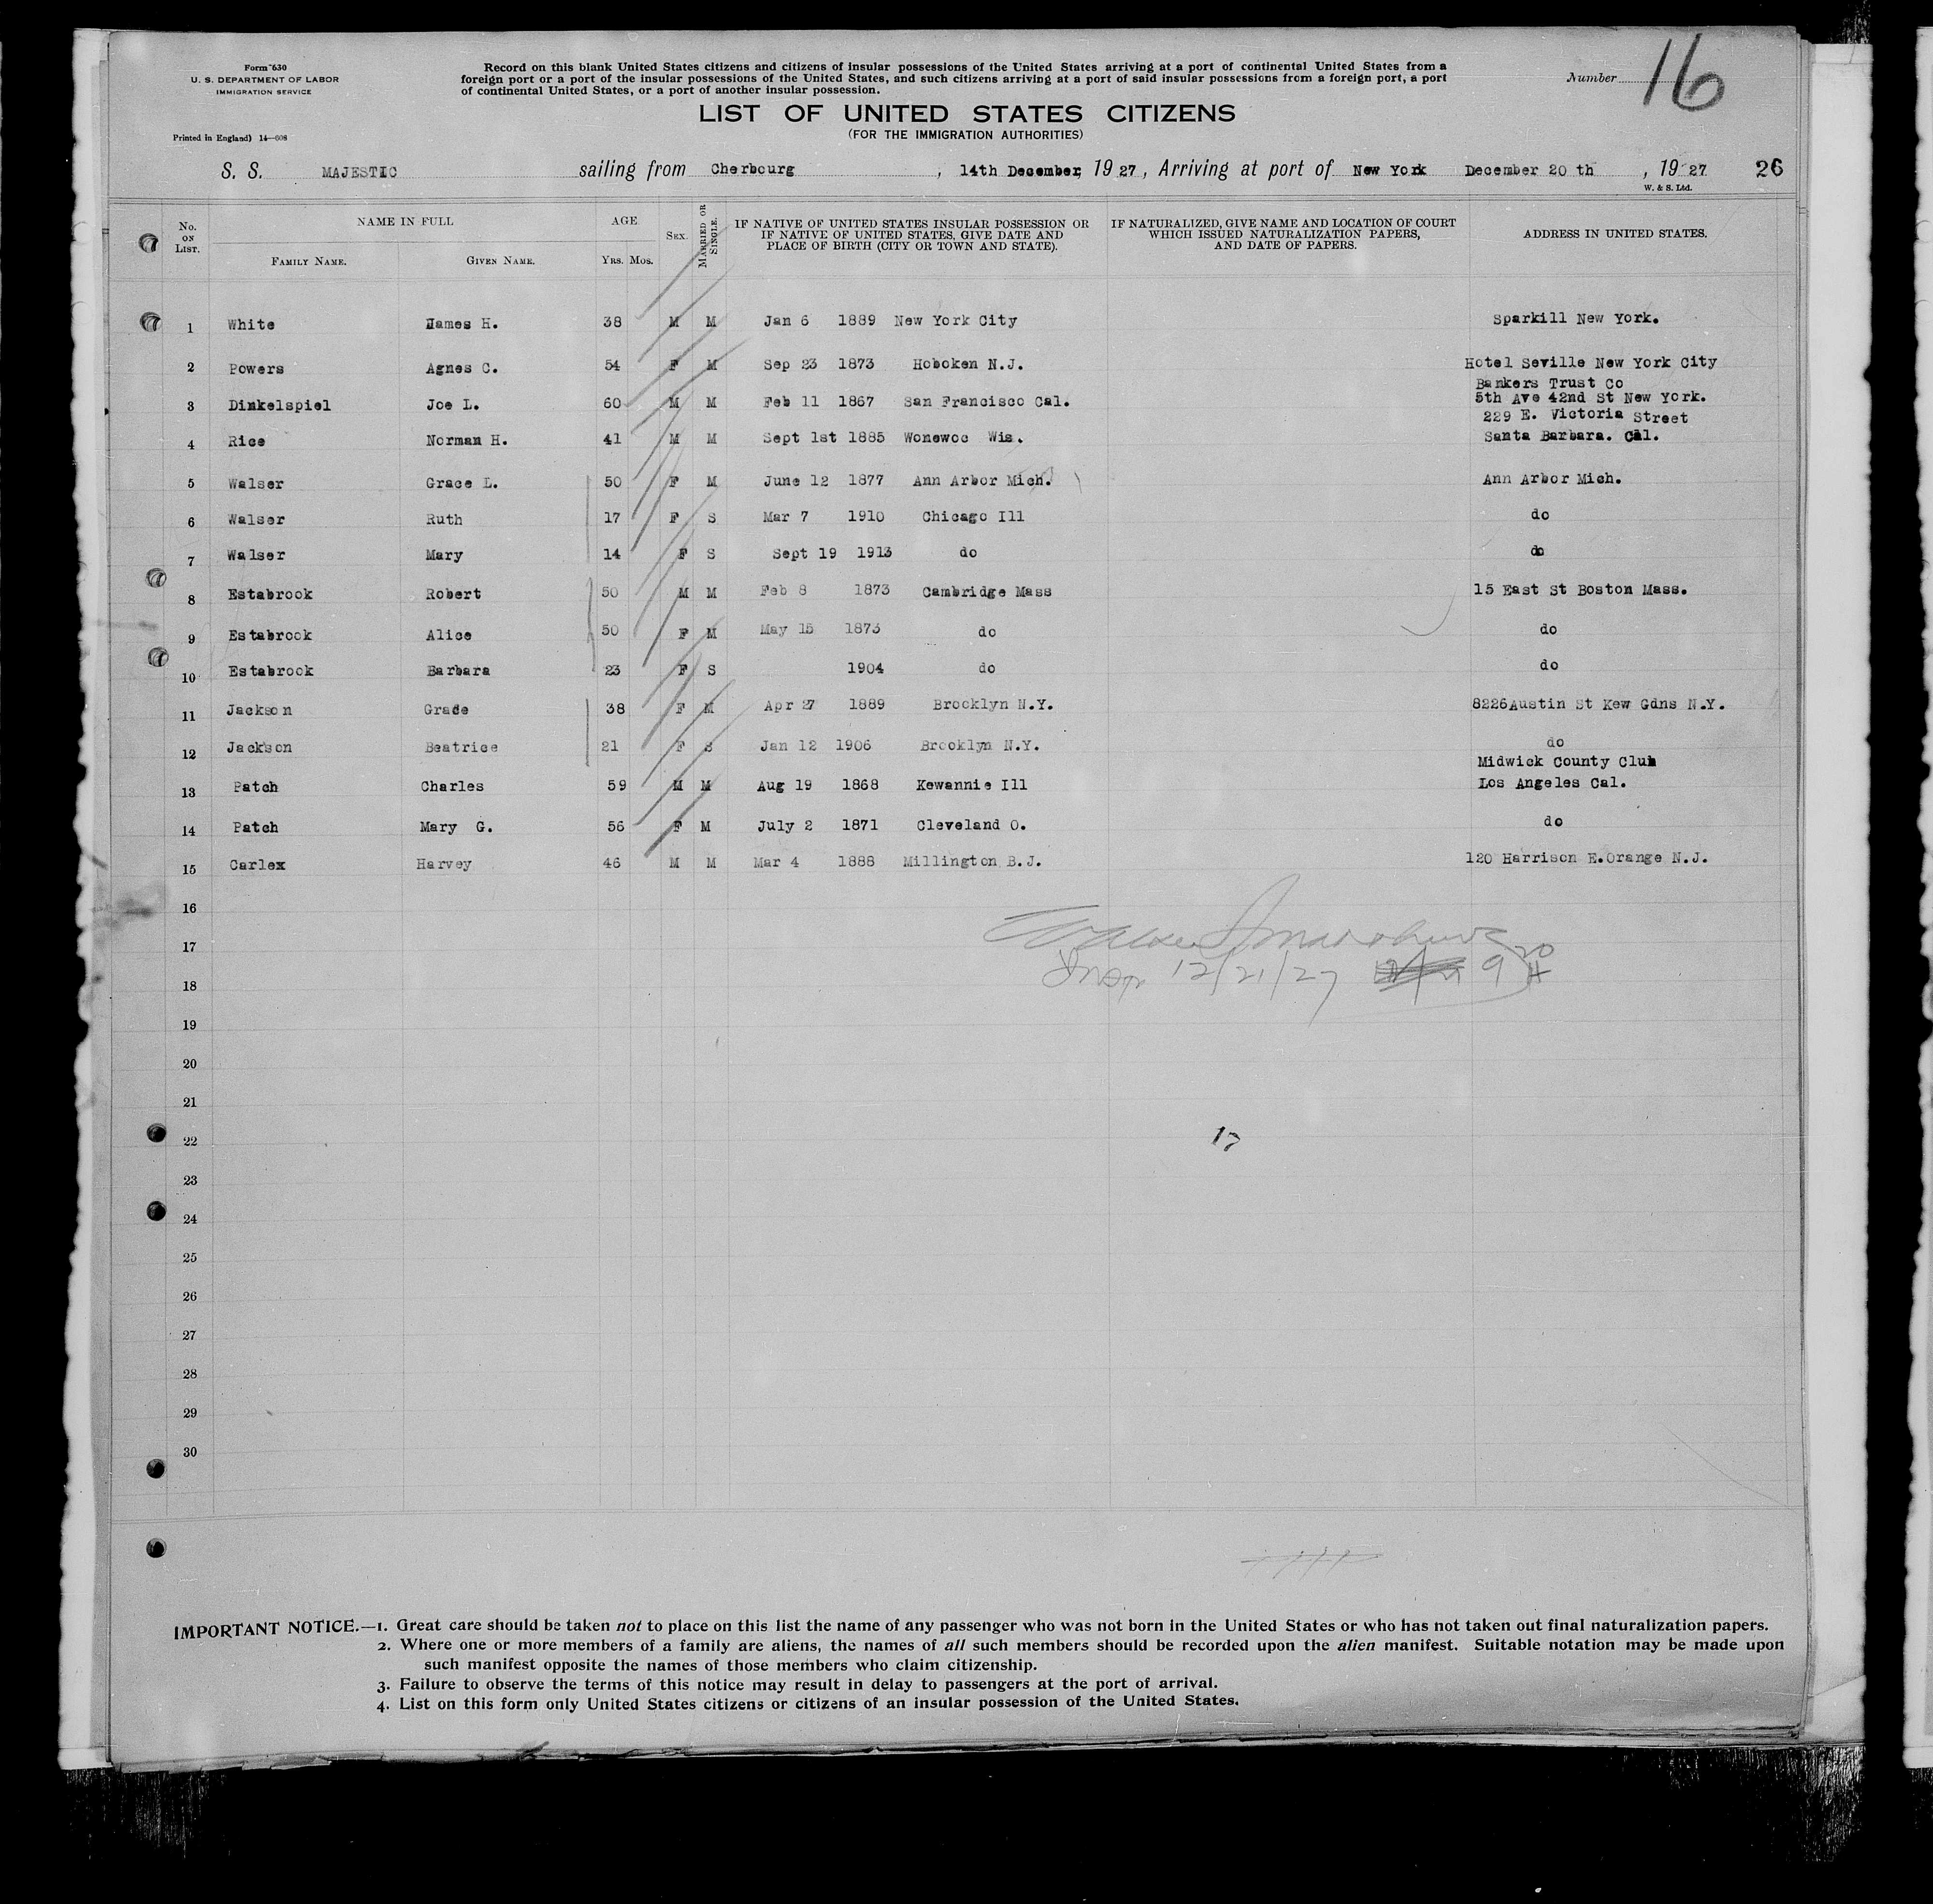 Form 630
U. S. DEPARTMENT OF LABOR
IMMIGRATION SERVICE
Printed in England) 14—608
Record on this blank United States citizens and citizens of insular possessions of the United States arriving at a port of continental United States from a
foreign port or a port of the insular possessions of the United States, and such citizens arriving at a port of said insular possessions from a foreign port, a port
of continental United States, or a port of another insular possession.
Number 16
LIST OF UNITED STATES CITIZENS
(FOR THE IMMIGRATION AUTHORITIES)
S. S. MAJESTIC sailing from Cherbourg, 14th December, 1927, Arriving at port of New York December 20 th, 1927 26
W. & S. Ltd.
No. ON LIST. NAME IN FULL AGE SEX. MARRIED OR SINGLE. IF NATIVE OF UNITED STATES INSULAR POSSESSION OR IF NATIVE OF UNITED STATES, GIVE DATE AND PLACE OF BIRTH (CITY OR TOWN AND STATE). IF NATURALIZED, GIVE NAME AND LOCATION OF COURT WHICH ISSUED NATURALIZATION PAPERS, AND DATE OF PAPERS. ADDRESS IN UNITED STATES.
FAMILY NAME. GIVEN NAME. YRS. MOS.
1 White James H. 38 M M Jan 6 1889 New York City Sparkill New York.
2 Powers Agnes C. 54 F M Sep 23 1873 Hoboken N.J. Hotel Seville New York City
Bankers Trust Co
3 Dinkelspiel Joe L. 60 M M Feb 11 1867 San Francisco Cal. 5th Ave 42nd St New York.
229 E. Victoria Street
4 Rice Norman H. 41 M M Sept 1st 1885 Wonewoc Wis. Santa Barbara. Cal.
5 Walser Grace L. 50 F M June 12 1877 Ann Arbor Mich. Ann Arbor Mich.
6 Walser Ruth 17 F S Mar 7 1910 Chicago Ill do
7 Walser Mary 14 F S Sept 19 1913 do do
8 Estabrook Robert 50 M M Feb 8 1873 Cambridge Mass 15 East St Boston Mass.
9 Estabrook Alice 50 F M May 15 1873 do do
10 Estabrook Barbara 23 F S 1904 do do
11 Jackson Grade 38 F M Apr 27 1889 Brooklyn N.Y. 8226Austin St Kew Gdns N.Y.
12 Jackson Beatrice 21 F S Jan 12 1906 Brooklyn N.Y. do
Midwick County Club
13 Patch Charles 59 M M Aug 19 1868 Kewannie Ill Los Angeles Cal.
14 Patch Mary G. 56 F M July 2 1871 Cleveland O. do
15 Carlex Harvey 46 M M Mar 4 1888 Millington B.J. 120 Harrison E.Orange N.J.
16
17
18 12/21/27
19
20
21
22 17
23
24
25
26
27
28
29
30
IMPORTANT NOTICE.—1. Great care should be taken not to place on this list the name of any passenger who was not born in the United States or who has not taken out final naturalization papers.
2. Where one or more members of a family are aliens, the names of all such members should be recorded upon the alien manifest. Suitable notation may be made upon
such manifest opposite the names of those members who claim citizenship.
3. Failure to observe the terms of this notice may result in delay to passengers at the port of arrival.
4. List on this form only United States citizens or citizens of an insular possession of the United States.